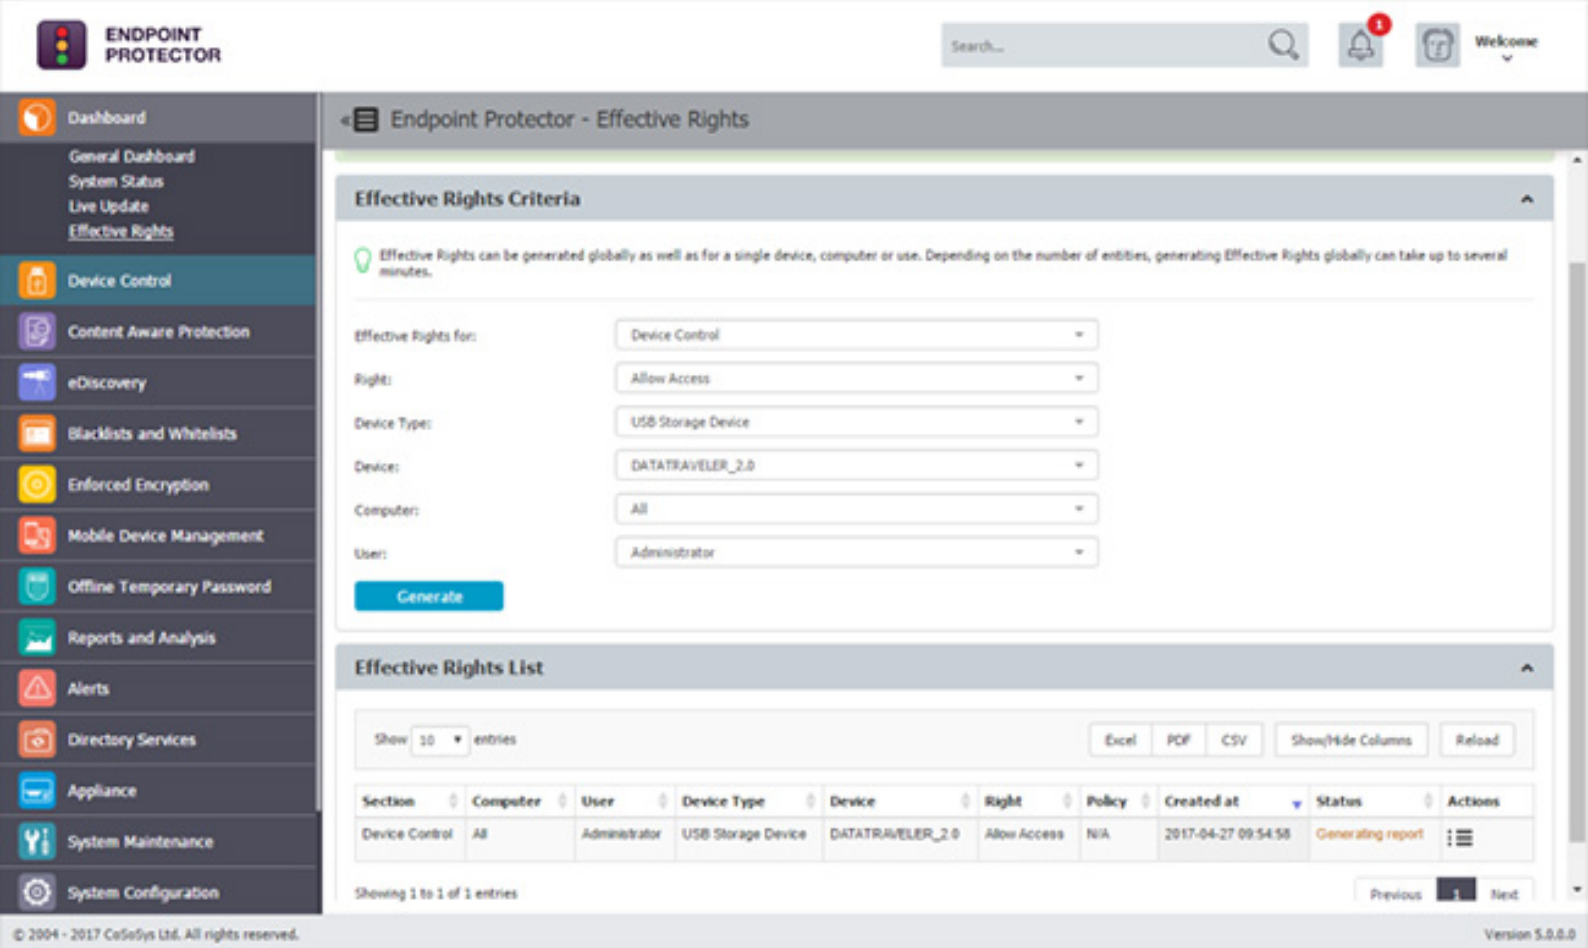 ENDPOINT
PROTECTOR
Search...
1
Welcome
Dashboard
General Dashboard
System Status
Live Update
Effective Rights
Device Control
Content Aware Protection
eDiscovery
Blacklists and Whitelists
Enforced Encryption
Mobile Device Management
Offline Temporary Password
Reports and Analysis
Alerts
Directory Services
Appliance
System Maintenance
System Configuration
« Endpoint Protector - Effective Rights
Effective Rights Criteria
Effective Rights can be generated globally as well as for a single device, computer or use. Depending on the number of entities, generating Effective Rights globally can take up to several
minutes.
Effective Rights for: Device Control
Right: Allow Access
Device Type: USB Storage Device
Device: DATATRAVELER_2.0
Computer: All
User: Administrator
Generate
Effective Rights List
Show 10 entries Excel PDF CSV Show/Hide Columns Reload
Section Computer User Device Type Device Right Policy Created at Status Actions
Device Control All Administrator USB Storage Device DATATRAVELER_2.0 Allow Access N/A 2017-04-27 09:54:58 Generating report
Showing 1 to 1 of 1 entries Previous 1 Next
© 2004 - 2017 CoSoSys Ltd. All rights reserved. Version 5.0.0.0